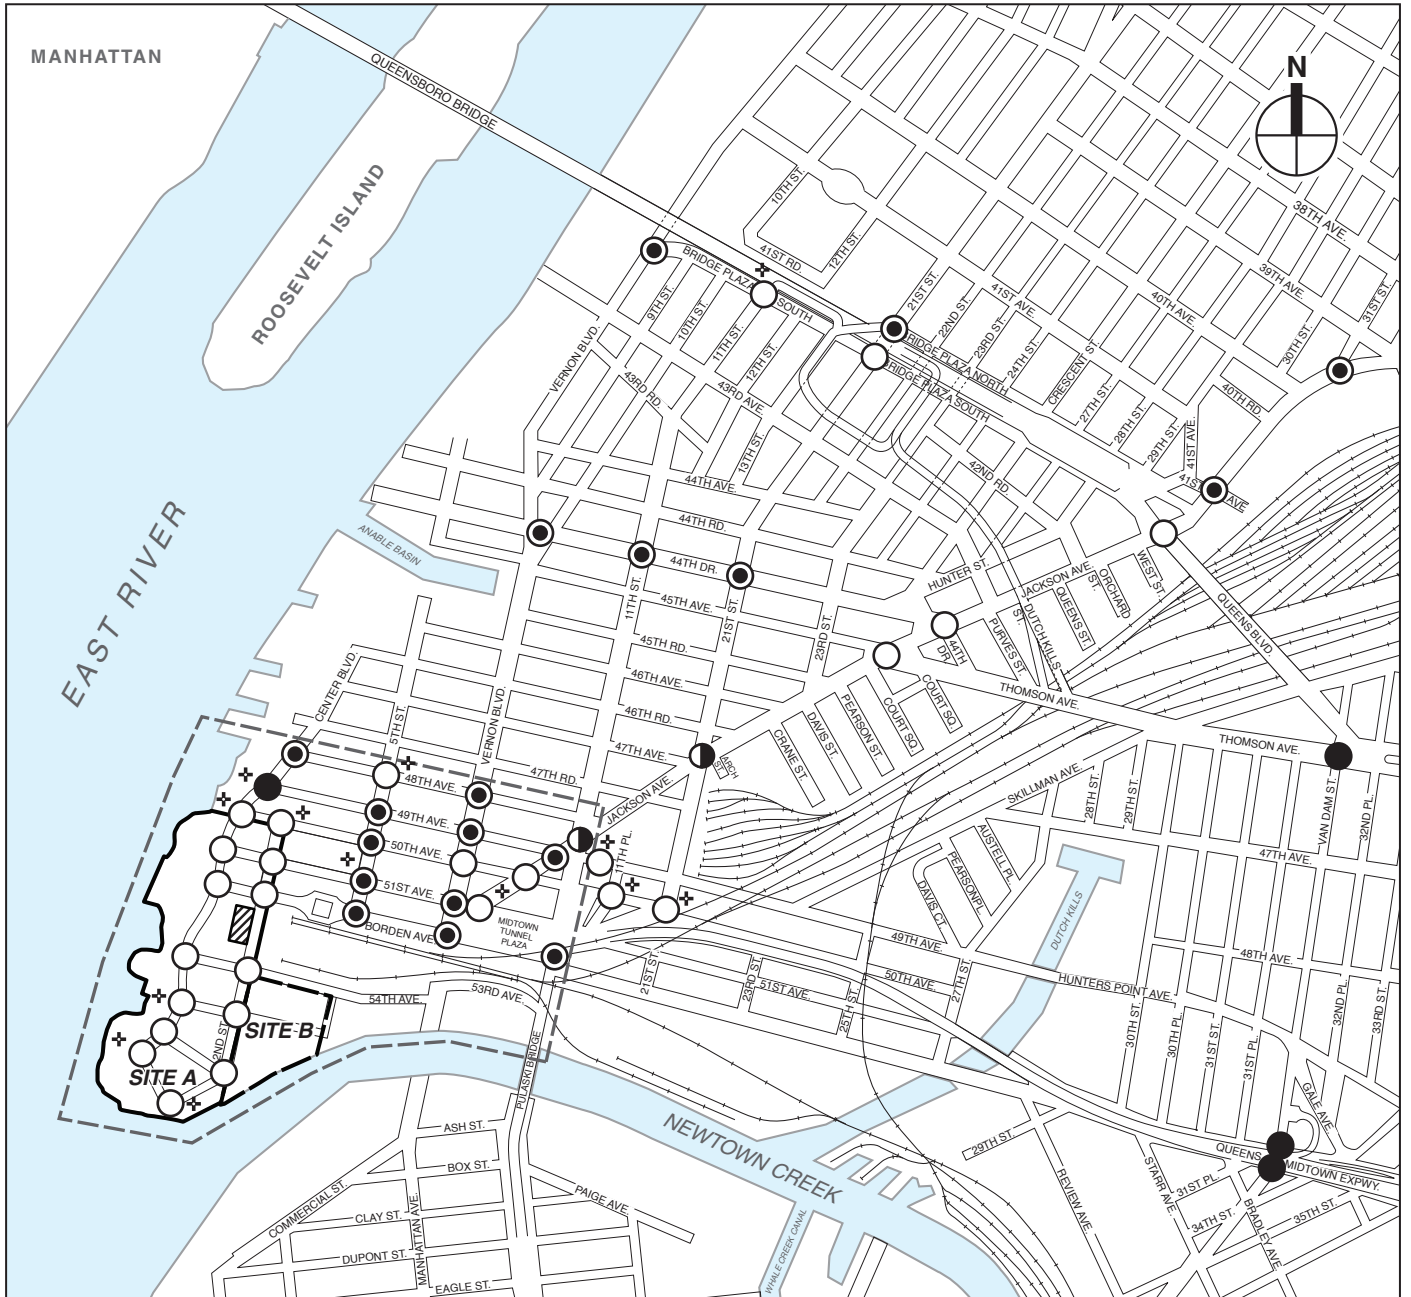 MANHATTAN
N
QUEENSBORO BRIDGE
ROOSEVELT ISLAND
EAST RIVER
10TH ST.
41ST RD.
12TH ST.
38TH AVE.
39TH AVE.
40TH AVE.
31ST ST.
30TH ST.
40TH RD.
BRIDGE PLAZA SOUTH
9TH ST.
10TH ST.
11TH ST.
12TH ST.
21ST ST.
22ND ST.
23RD ST.
24TH ST.
41ST AVE.
CRESCENT ST.
27TH ST.
28TH ST.
29TH ST.
41ST AVE.
41ST AVE
BRIDGE PLAZA NORTH
BRIDGE PLAZA SOUTH
VERNON BLVD.
43RD RD.
43RD AVE.
13TH ST.
42ND RD.
44TH AVE.
44TH RD.
44TH DR.
ANABLE BASIN
45TH AVE.
11TH ST.
21ST ST.
45TH RD.
23RD ST.
46TH AVE.
46TH RD.
47TH AVE.
HUNTER ST.
JACKSON AVE.
ORCHARD ST.
WEST ST.
QUEENS ST.
DUTCH KILLS
PURVES ST.
44TH DR.
QUEENS BLVD.
THOMSON AVE.
THOMSON AVE.
COURT SQ.
COURT SQ.
PEARSON ST.
DAVIS ST.
CRANE ST.
ARCH ST.
CENTER BLVD.
5TH ST.
VERNON BLVD.
47TH RD.
JACKSON AVE.
48TH AVE.
49TH AVE.
50TH AVE.
51ST AVE.
BORDEN AVE.
MIDTOWN
TUNNEL
PLAZA
11TH PL.
SKILLMAN AVE.
28TH ST.
29TH ST.
VAN DAM ST.
32ND PL.
47TH AVE.
AUSTELL PL.
PEARSON PL.
DAVIS CT.
DUTCH KILLS
49TH AVE.
50TH AVE.
HUNTERS POINT AVE.
48TH AVE.
27TH ST.
25TH ST.
23RD ST.
21ST ST.
51ST AVE.
53RD AVE.
54TH AVE.
2ND ST.
SITE B
SITE A
PULASKI BRIDGE
30TH ST.
30TH PL.
31ST ST.
31ST PL.
32ND PL.
33RD ST.
GALE AVE.
QUEENS MIDTOWN EXPWY.
29TH ST.
REVIEW AVE.
STARR AVE.
31ST PL.
34TH ST.
BRADLEY AVE.
35TH ST.
NEWTOWN CREEK
WHALE CREEK CANAL
ASH ST.
BOX ST.
COMMERCIAL ST.
CLAY ST.
DUPONT ST.
EAGLE ST.
MANHATTAN AVE.
PAIGE AVE.